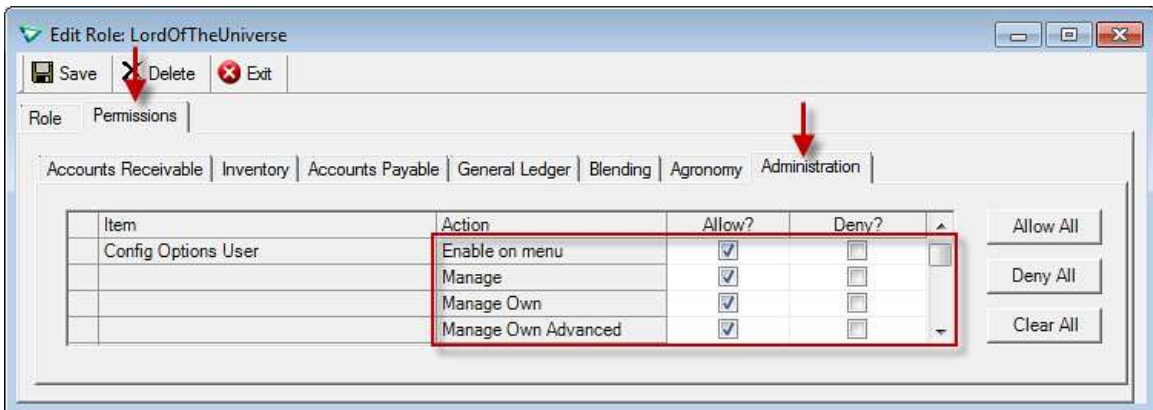 Edit Role: LordOfTheUniverse
Save Delete Exit
Role Permissions
Accounts Receivable Inventory Accounts Payable General Ledger Blending Agronomy Administration
Item Action Allow? Deny? Allow All
Config Options User Enable on menu
Manage Deny All
Manage Own
Manage Own Advanced Clear All